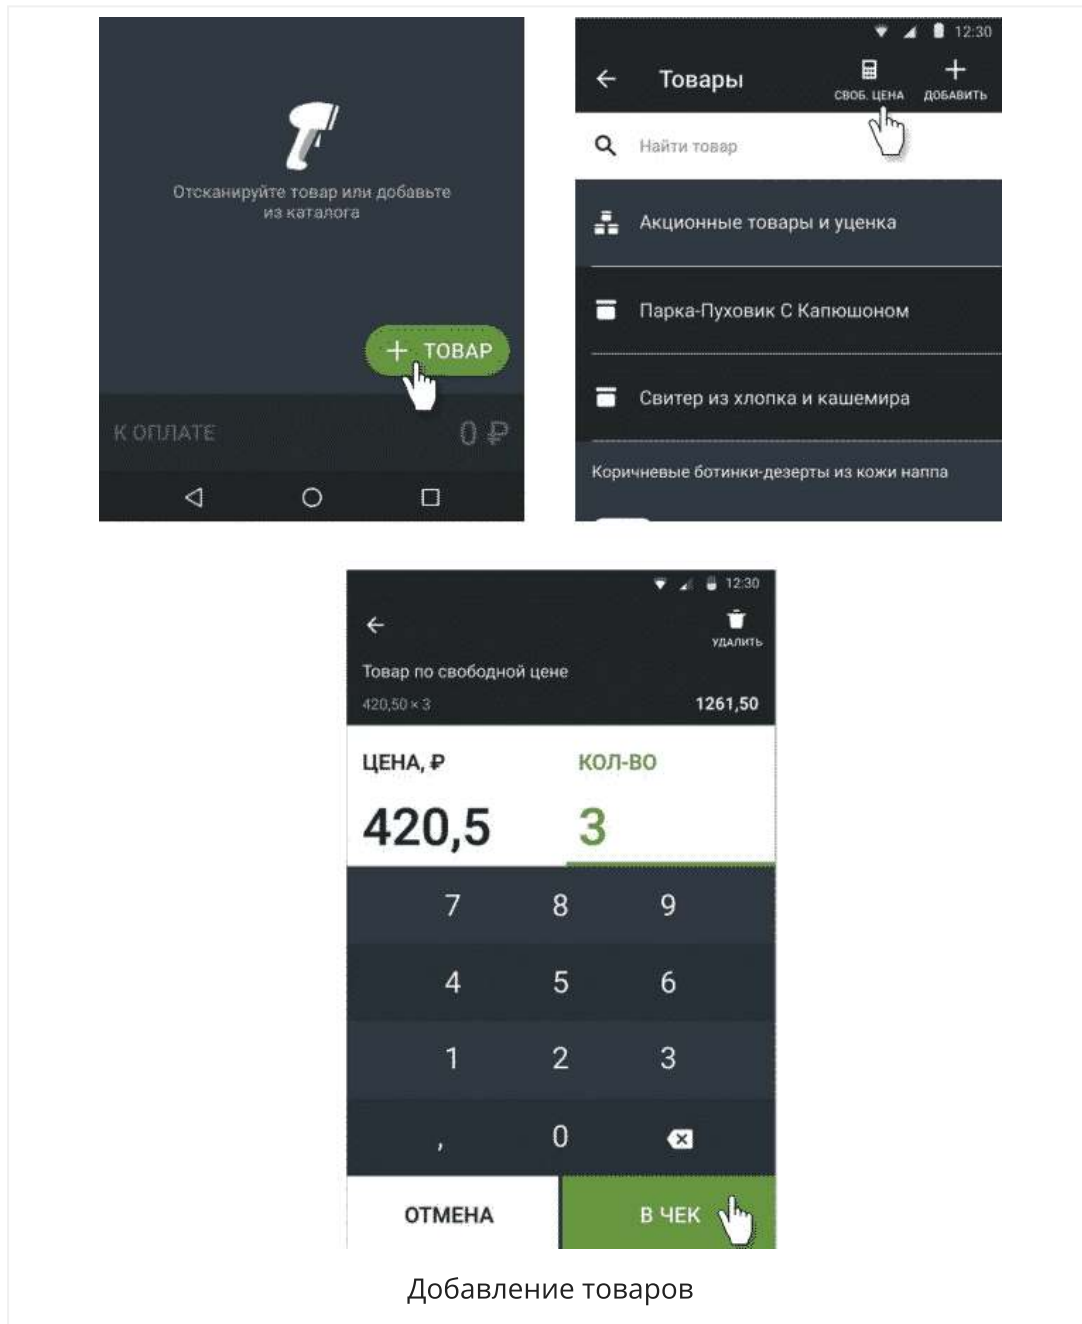 Отсканируйте товар или добавьте
из каталога
+ ТОВАР
К ОПЛАТЕ 0 ₽
12:30
← Товары
СВОБ. ЦЕНА
ДОБАВИТЬ
Найти товар
Акционные товары и уценка
Парка-Пуховик С Капюшоном
Свитер из хлопка и кашемира
Коричневые ботинки-дезерты из кожи наппа
12:30
УДАЛИТЬ
Товар по свободной цене
420,50 × 3 1261,50
ЦЕНА, ₽ КОЛ-ВО
420,5 3
7 8 9
4 5 6
1 2 3
, 0
ОТМЕНА В ЧЕК
Добавление товаров